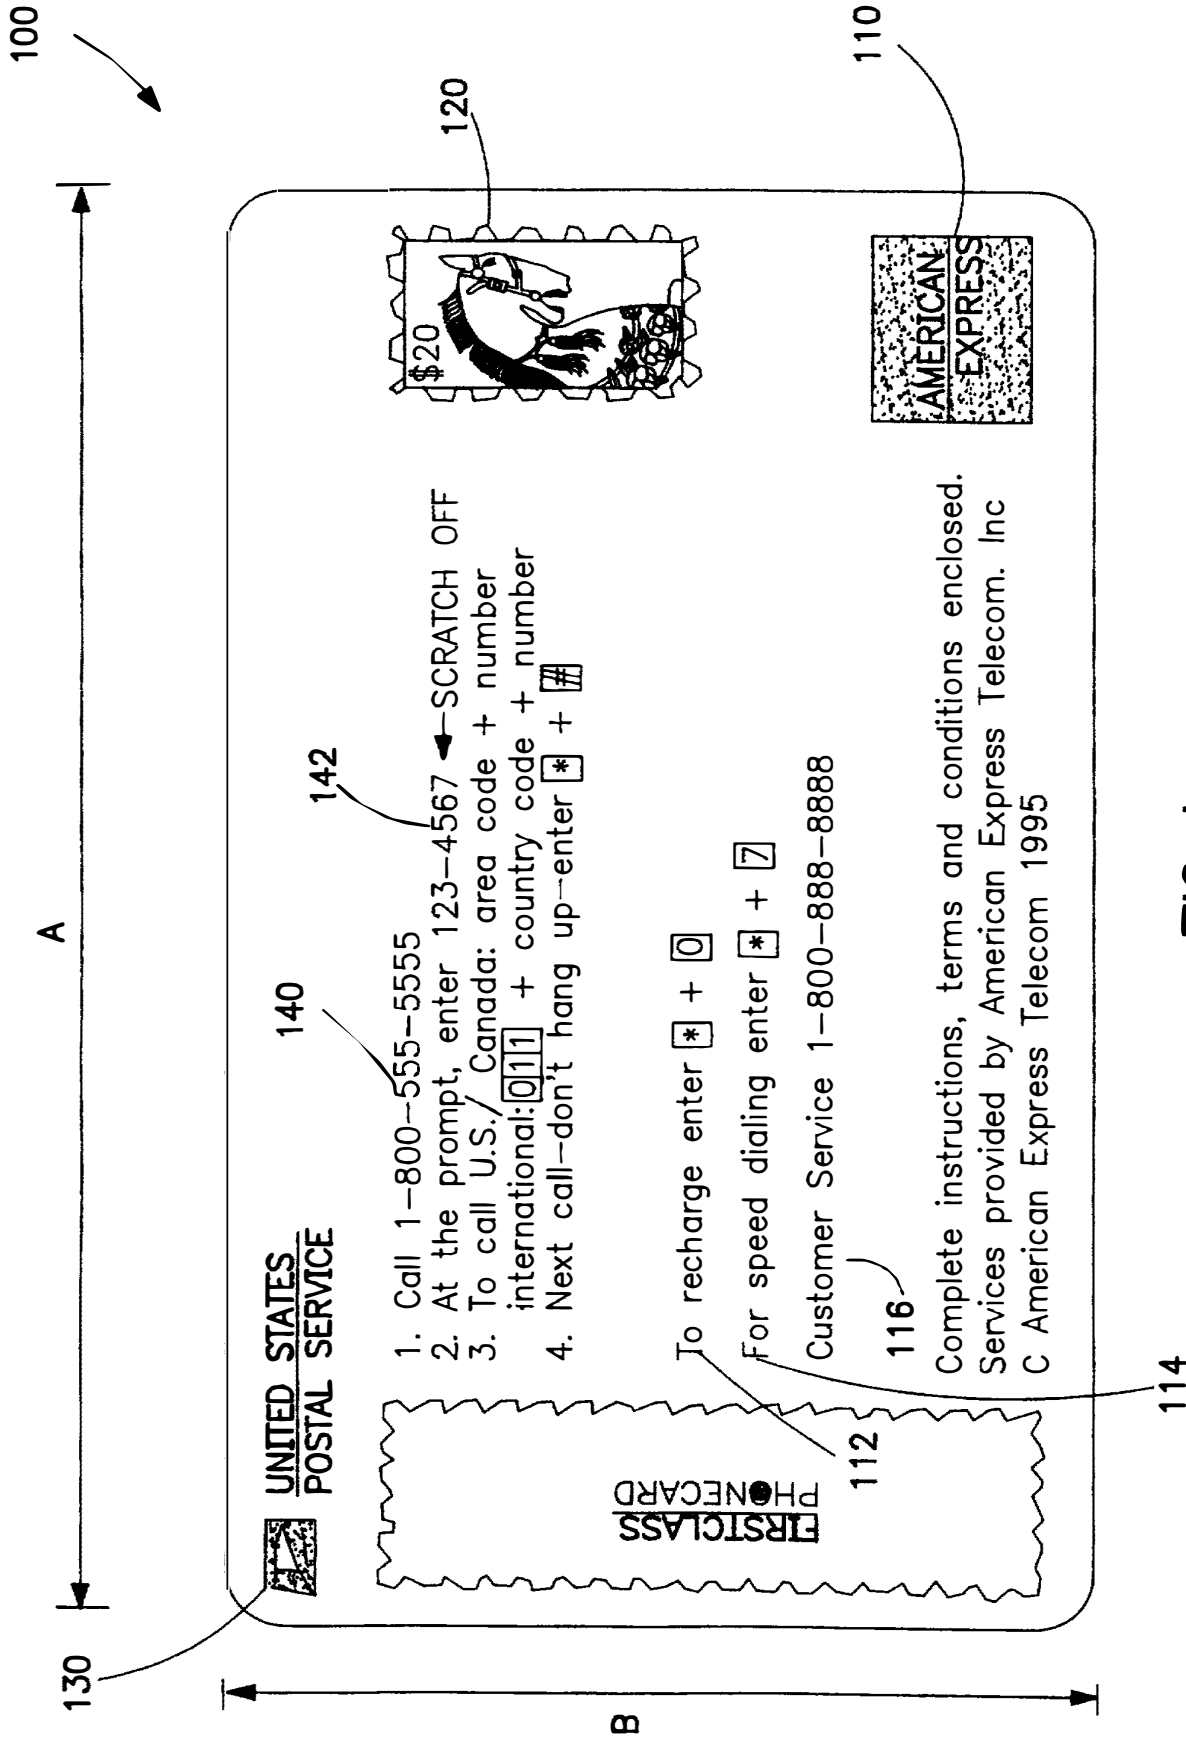 100
A
120
110
130
UNITED STATES
POSTAL SERVICE
140
142
1. Call 1-800-555-5555
2. At the prompt, enter 123-4567 ←SCRATCH OFF
3. To call U.S./ Canada: area code + number
international:011 + country code + number
4. Next call-don't hang up-enter * + #
$20
To recharge enter * + 0
For speed dialing enter * + 7
Customer Service 1-800-888-8888
116
Complete instructions, terms and conditions enclosed.
Services provided by American Express Telecom. Inc
C American Express Telecom 1995
AMERICAN
EXPRESS
FIRSTCLASS
PHONECARD
112
114
B